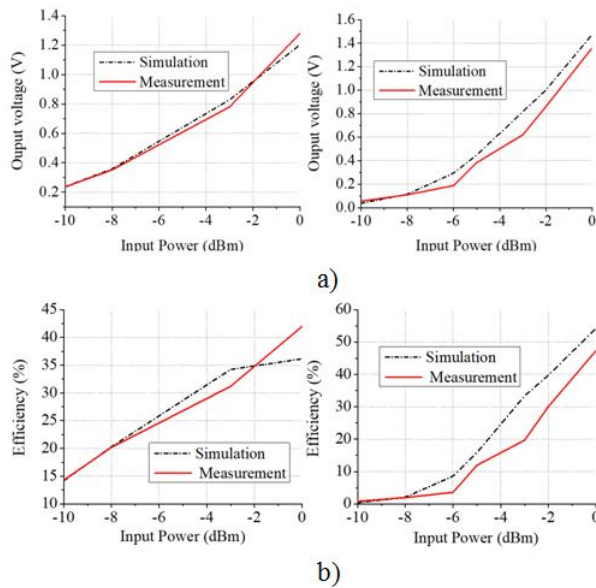 Ouput voltage (V)
1.4
1.2
1.0
0.8
0.6
0.4
0.2
Simulation
Measurement
-10 -8 -6 -4 -2 0
Input Power (dBm)
Ouput voltage (V)
1.6
1.4
1.2
1.0
0.8
0.6
0.4
0.2
0.0
Simulation
Measurement
-10 -8 -6 -4 -2 0
Input Power (dBm)
a)
Efficiency (%)
45
40
35
30
25
20
15
10
Simulation
Measurement
-10 -8 -6 -4 -2 0
Input Power (dBm)
Efficiency (%)
60
50
40
30
20
10
0
Simulation
Measurement
-10 -8 -6 -4 -2 0
Input Power (dBm)
b)